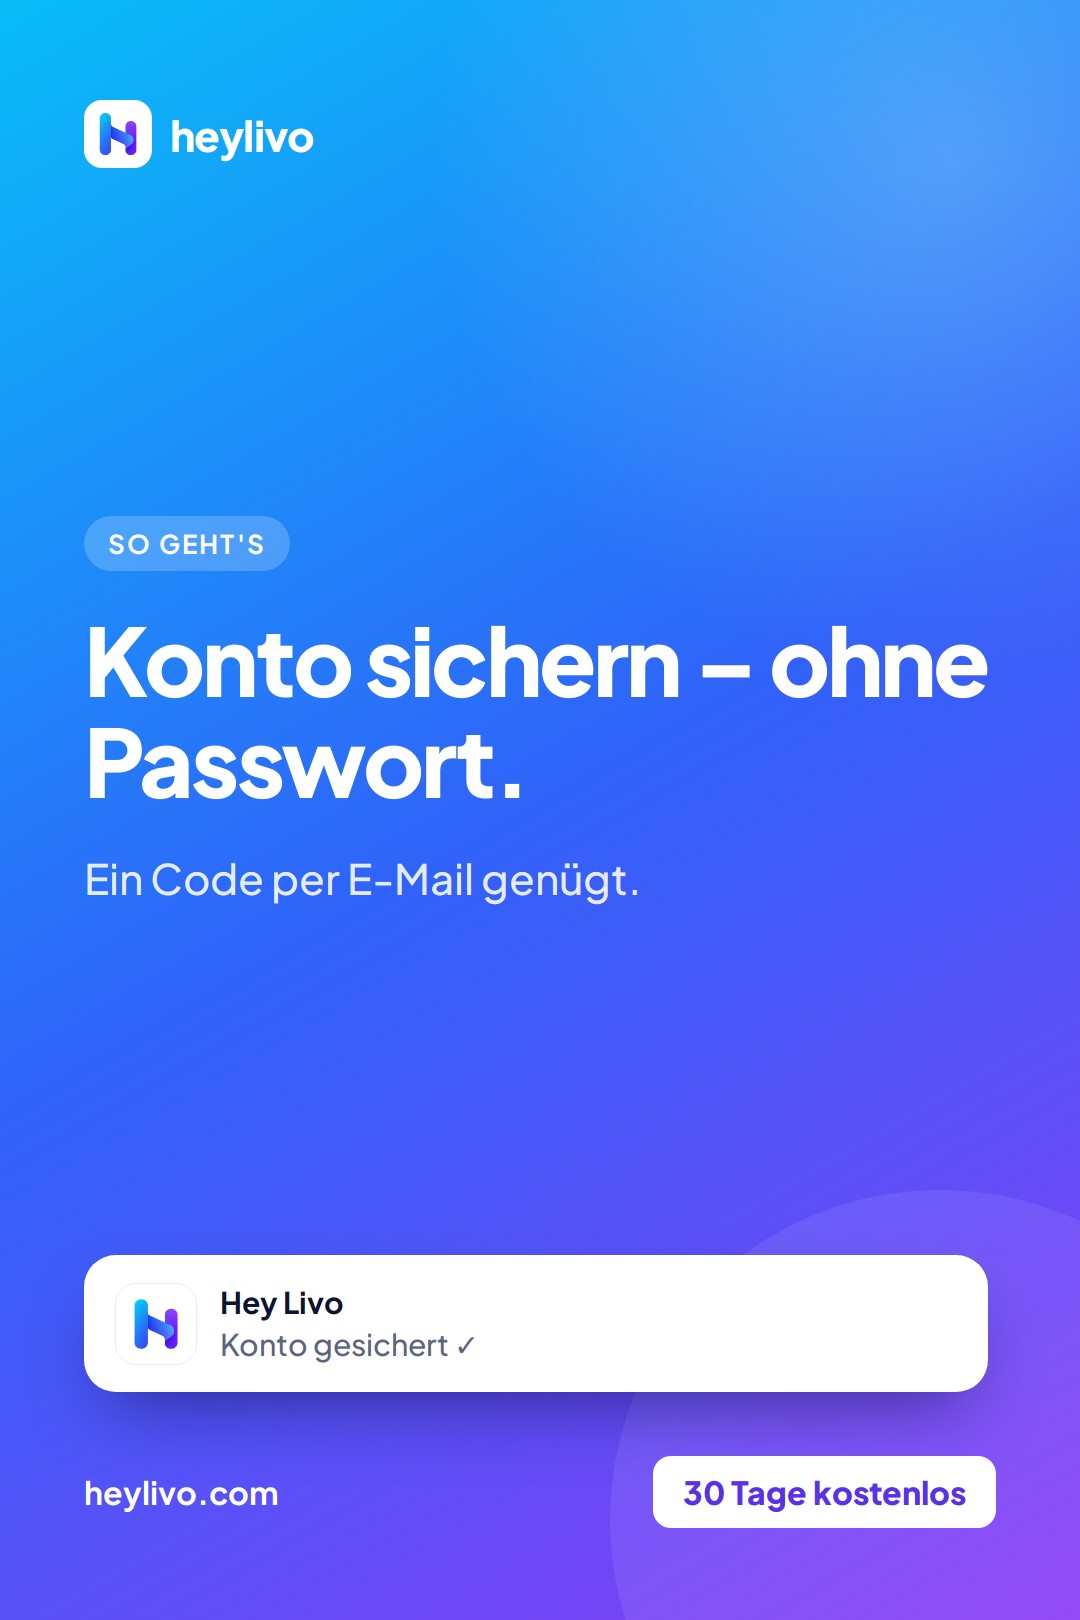 heylivo
SO GEHT'S
Konto sichern – ohne
Passwort.
Ein Code per E-Mail genügt.
Hey Livo
Konto gesichert ✓
heylivo.com
30 Tage kostenlos